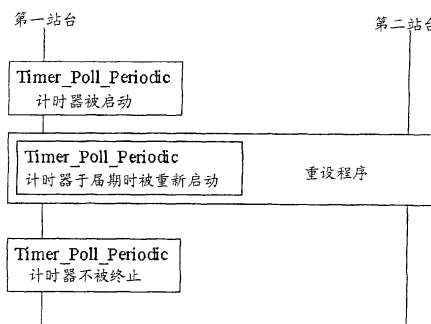 第一站台
第二站台
Timer_Poll_Periodic
计时器被启动
Timer_Poll_Periodic
计时器于届期时被重新启动
重设程序
Timer_Poll_Periodic
计时器不被终止